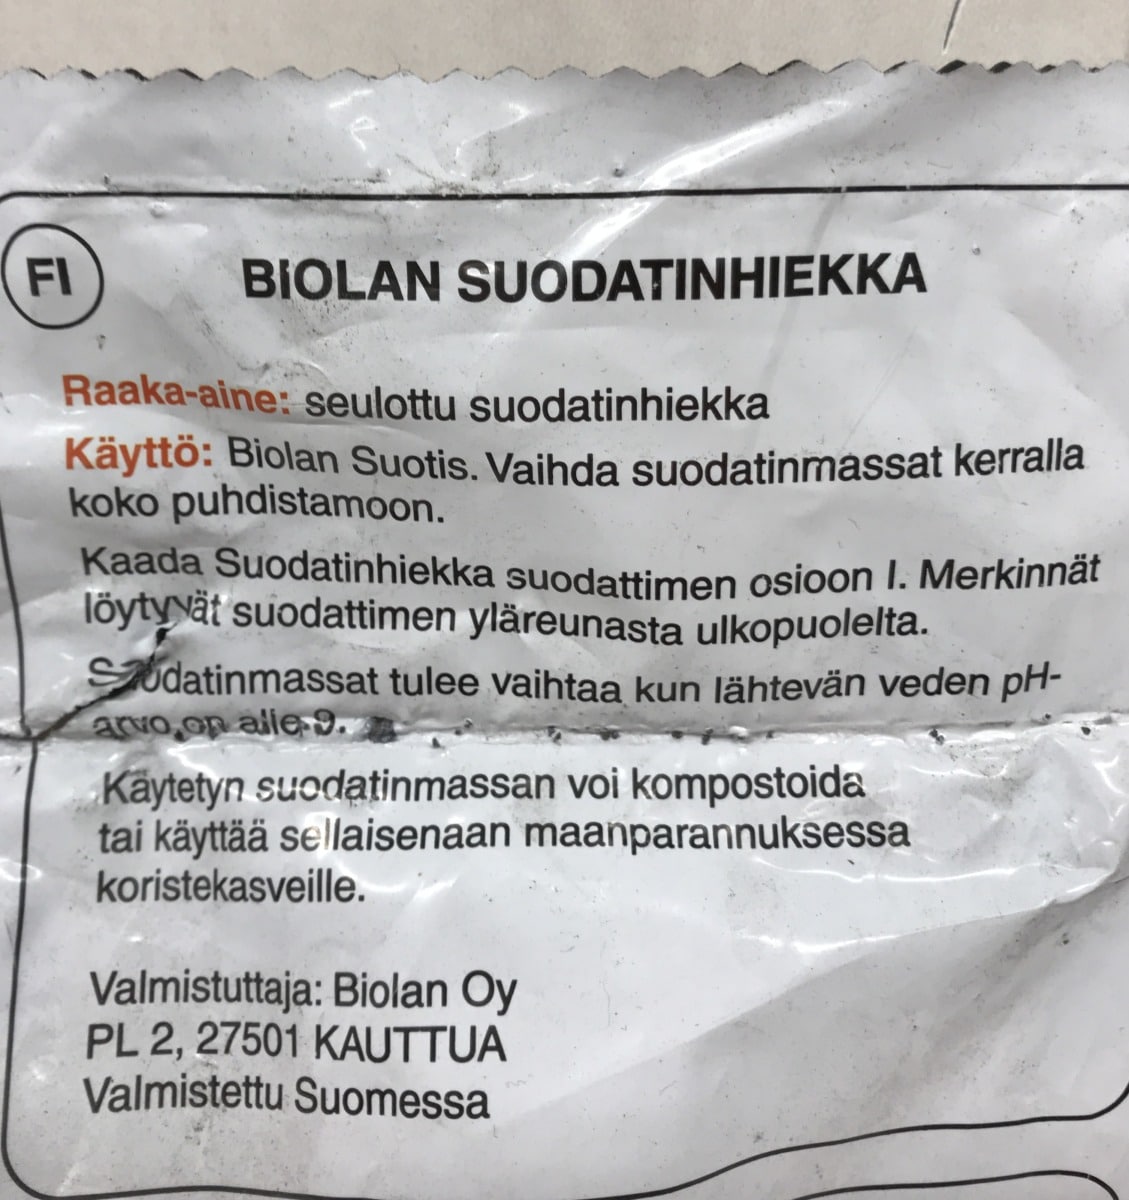 FI
BIOLAN SUODATINHIEKKA
Raaka-aine: seulottu suodatinhiekka
Käyttö: Biolan Suotis. Vaihda suodatinmassat kerralla
koko puhdistamoon.
Kaada Suodatinhiekka suodattimen osioon I. Merkinnät
löytyvät suodattimen yläreunasta ulkopuolelta.
Suodatinmassat tulee vaihtaa kun lähtevän veden pH-
arvo on alle 9.
Käytetyn suodatinmassan voi kompostoida
tai käyttää sellaisenaan maanparannuksessa
koristekasveille.
Valmistuttaja: Biolan Oy
PL 2, 27501 KAUTTUA
Valmistettu Suomessa